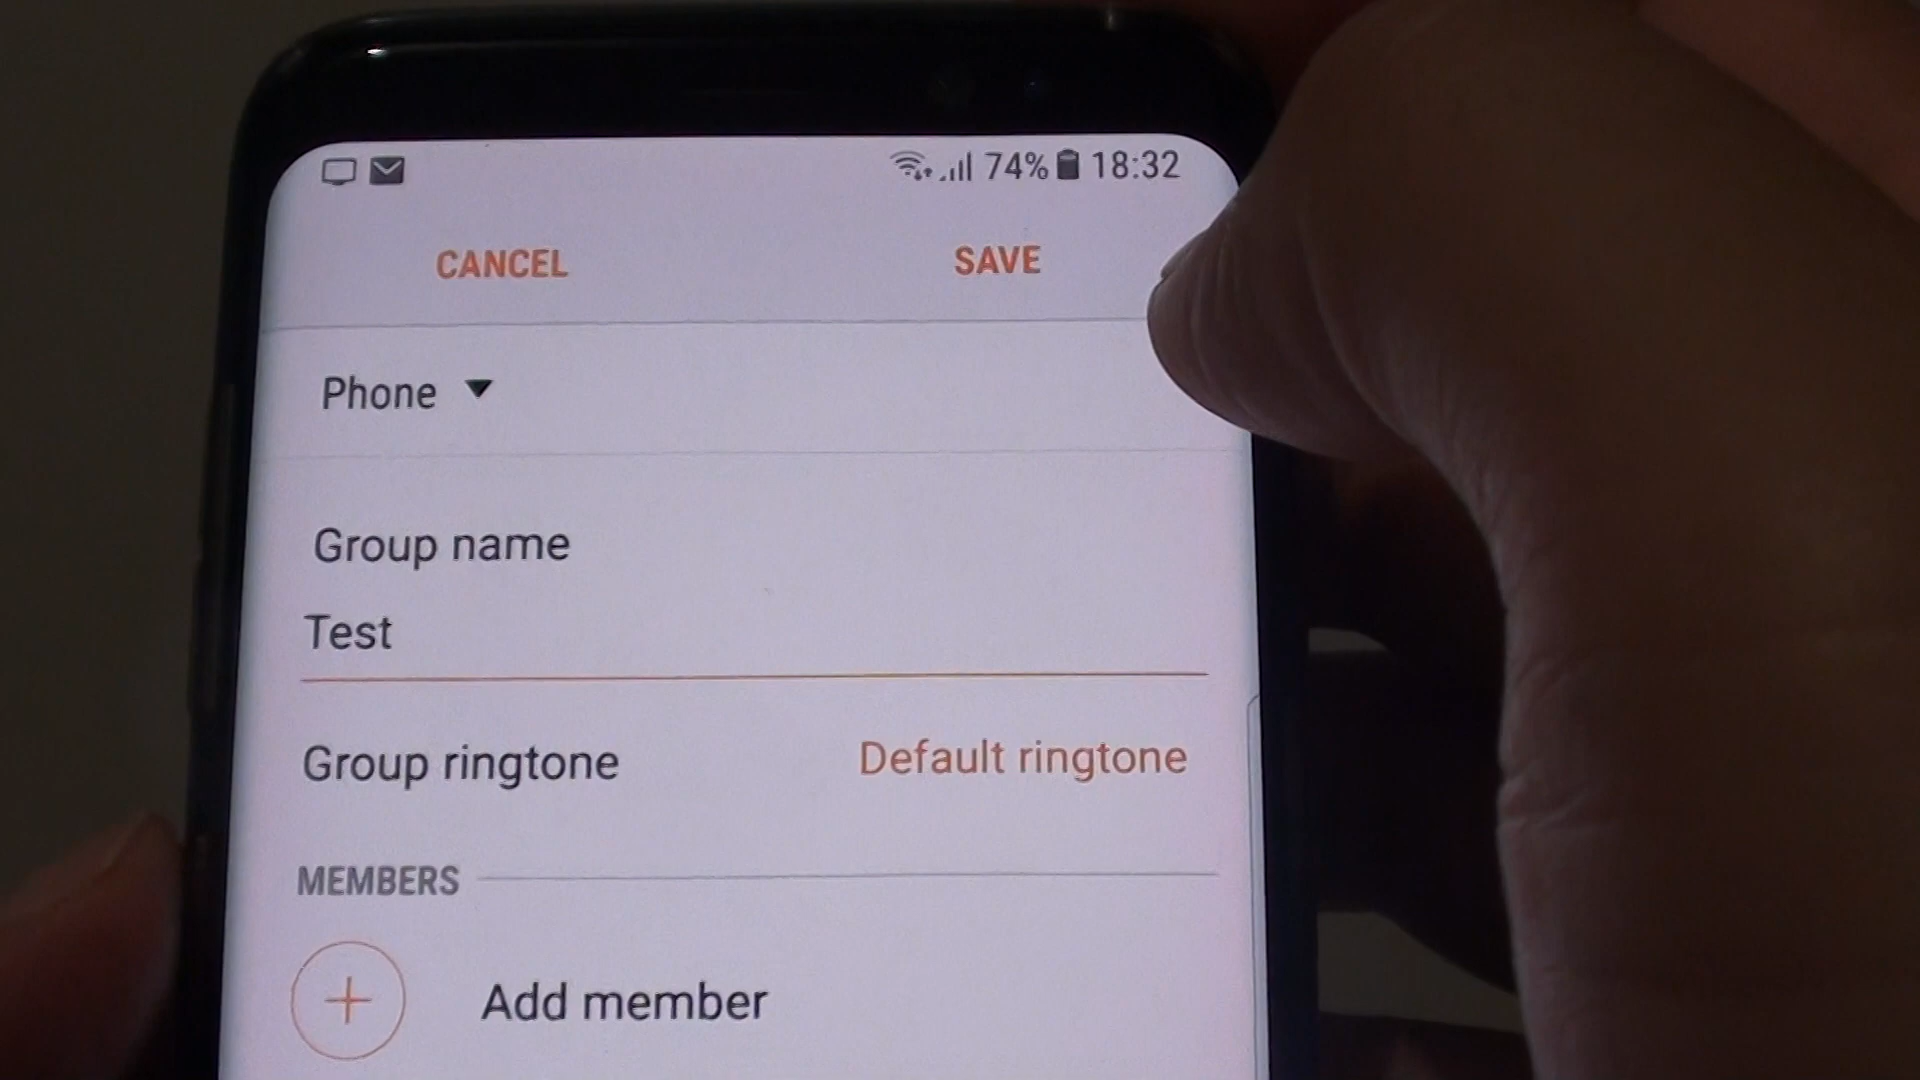 74% 18:32
CANCEL SAVE
Phone
Group name
Test
Group ringtone Default ringtone
MEMBERS
Add member